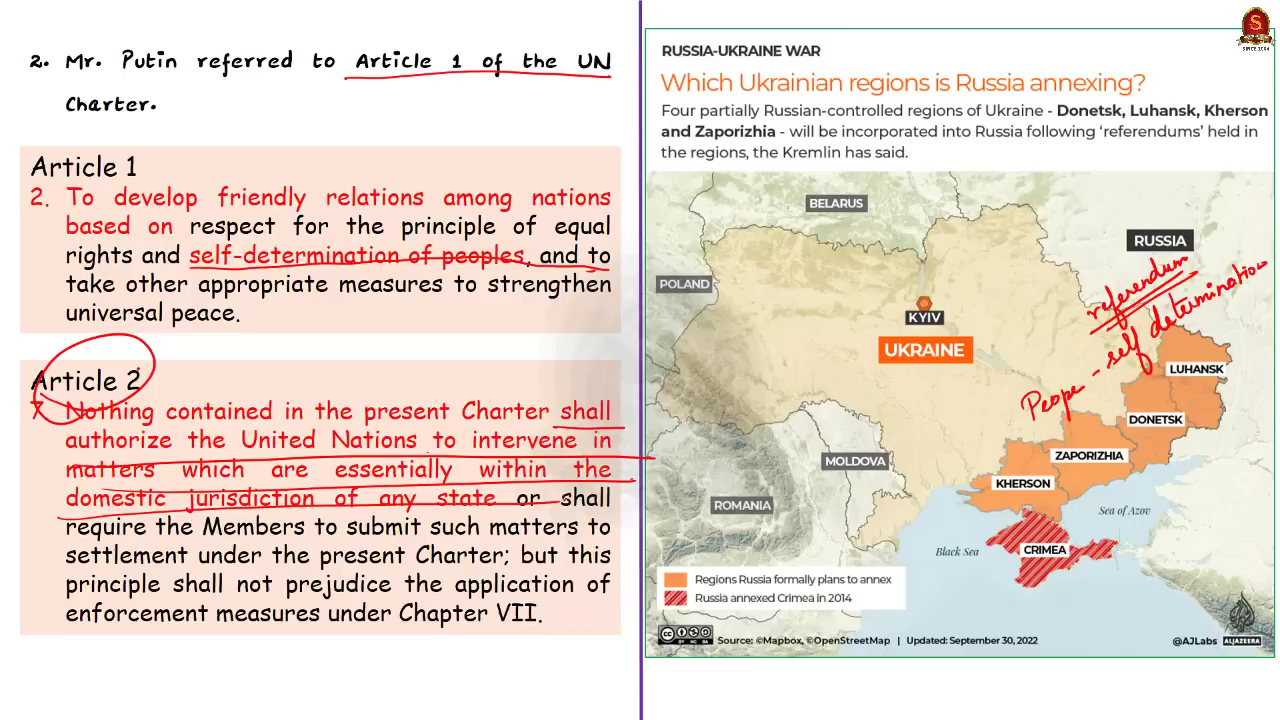 2. Mr. Putin referred to Article 1 of the UN
Charter.
Article 1
2. To develop friendly relations among nations
based on respect for the principle of equal
rights and self-determination of peoples, and to
take other appropriate measures to strengthen
universal peace.
Article 2
7. Nothing contained in the present Charter shall
authorize the United Nations to intervene in
matters which are essentially within the
domestic jurisdiction of any state or shall
require the Members to submit such matters to
settlement under the present Charter; but this
principle shall not prejudice the application of
enforcement measures under Chapter VII.
S
SINCE 2004
RUSSIA-UKRAINE WAR
Which Ukrainian regions is Russia annexing?
Four partially Russian-controlled regions of Ukraine - Donetsk, Luhansk, Kherson
and Zaporizhia - will be incorporated into Russia following ‘referendums’ held in
the regions, the Kremlin has said.
BELARUS
RUSSIA
POLAND
referendum
KYIV
UKRAINE
self determination
LUHANSK
DONETSK
ZAPORIZHIA
MOLDOVA
KHERSON
ROMANIA
Sea of Azov
Black Sea
CRIMEA
Regions Russia formally plans to annex
Russia annexed Crimea in 2014
Source: ©Mapbox, ©OpenStreetMap | Updated: September 30, 2022
@AJLabs
ALJAZEERA